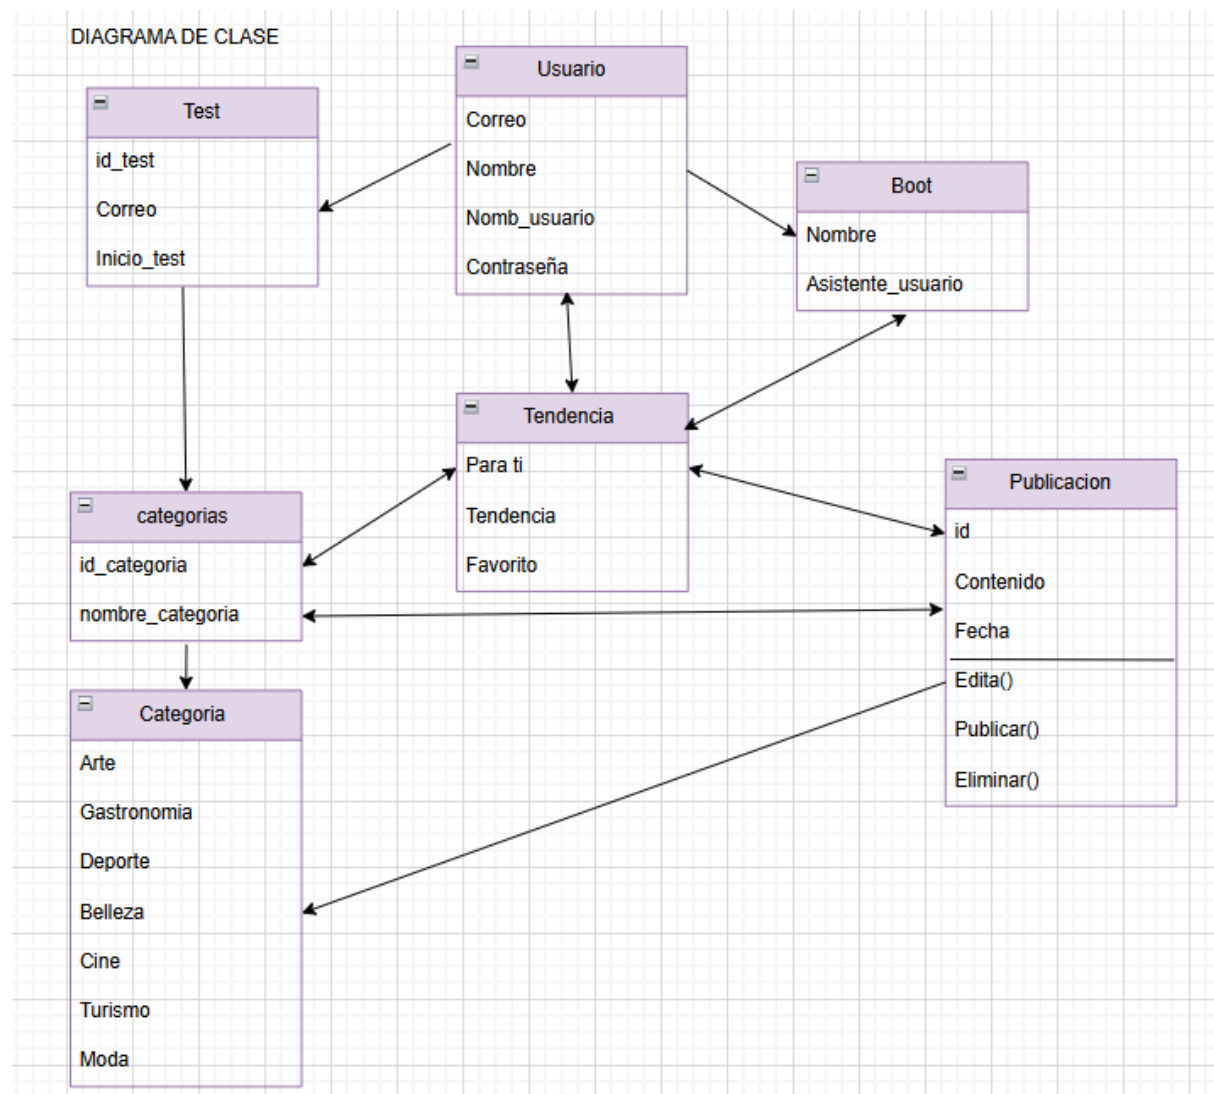 DIAGRAMA DE CLASE
Test
id_test
Correo
Inicio_test
Usuario
Correo
Nombre
Nomb_usuario
Contraseña
Boot
Nombre
Asistente_usuario
Tendencia
Para ti
Tendencia
Favorito
Publicacion
id
Contenido
Fecha
Edita()
Publicar()
Eliminar()
categorias
id_categoria
nombre_categoria
Categoria
Arte
Gastronomia
Deporte
Belleza
Cine
Turismo
Moda